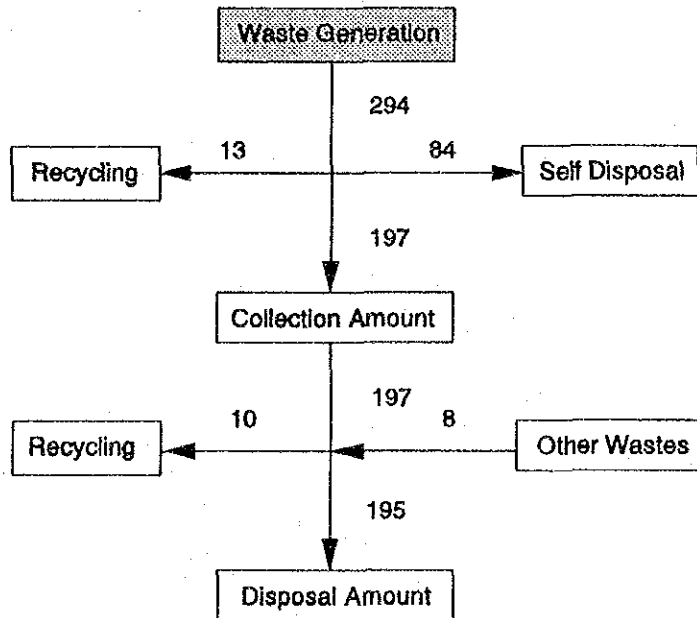 Waste Generation
294
13
84
Recycling
Self Disposal
197
Collection Amount
197
10
8
Recycling
Other Wastes
195
Disposal Amount